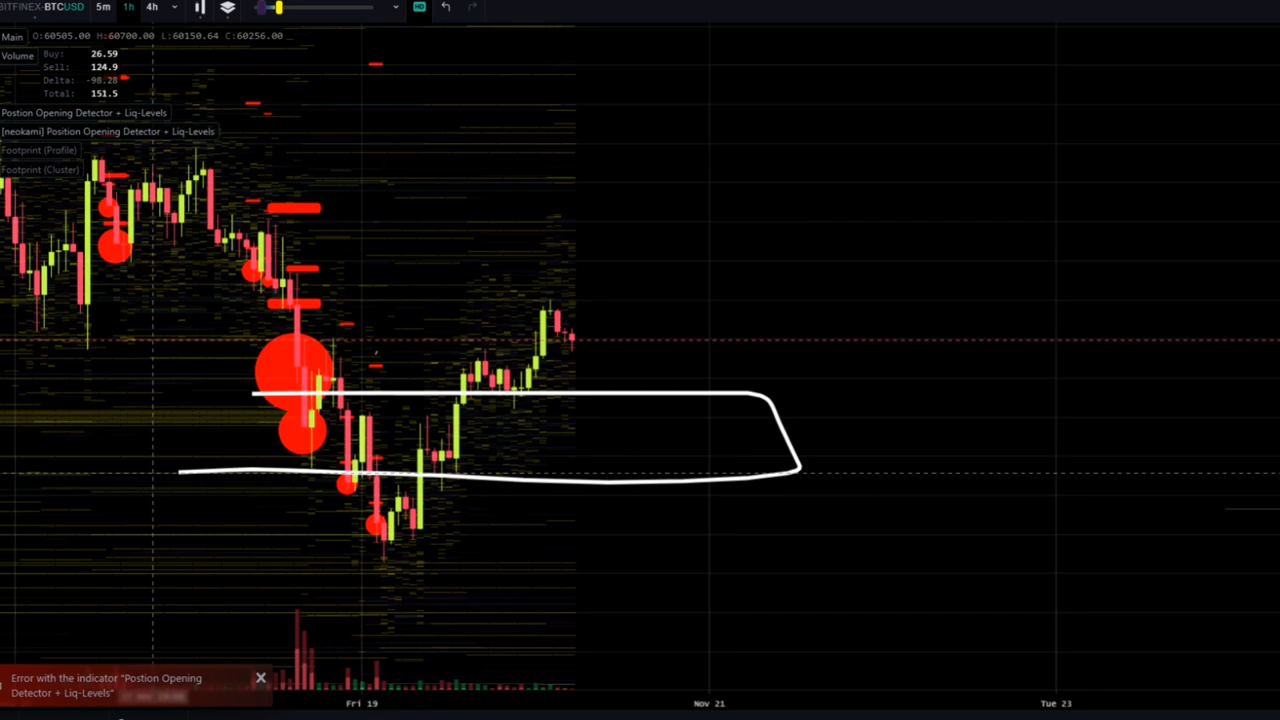 BITFINEX-BTCUSD 5m 1h 4h HD
Main O:60505.00 H:60700.00 L:60150.64 C:60256.00
Volume
Buy: 26.59
Sell: 124.9
Delta: -98.28
Total: 151.5
Postion Opening Detector + Liq-Levels
[neokami] Position Opening Detector + Liq-Levels
Footprint (Profile)
Footprint (Cluster)
Error with the indicator "Postion Opening
Detector + Liq-Levels"
Fri 19 Nov 21 Tue 23